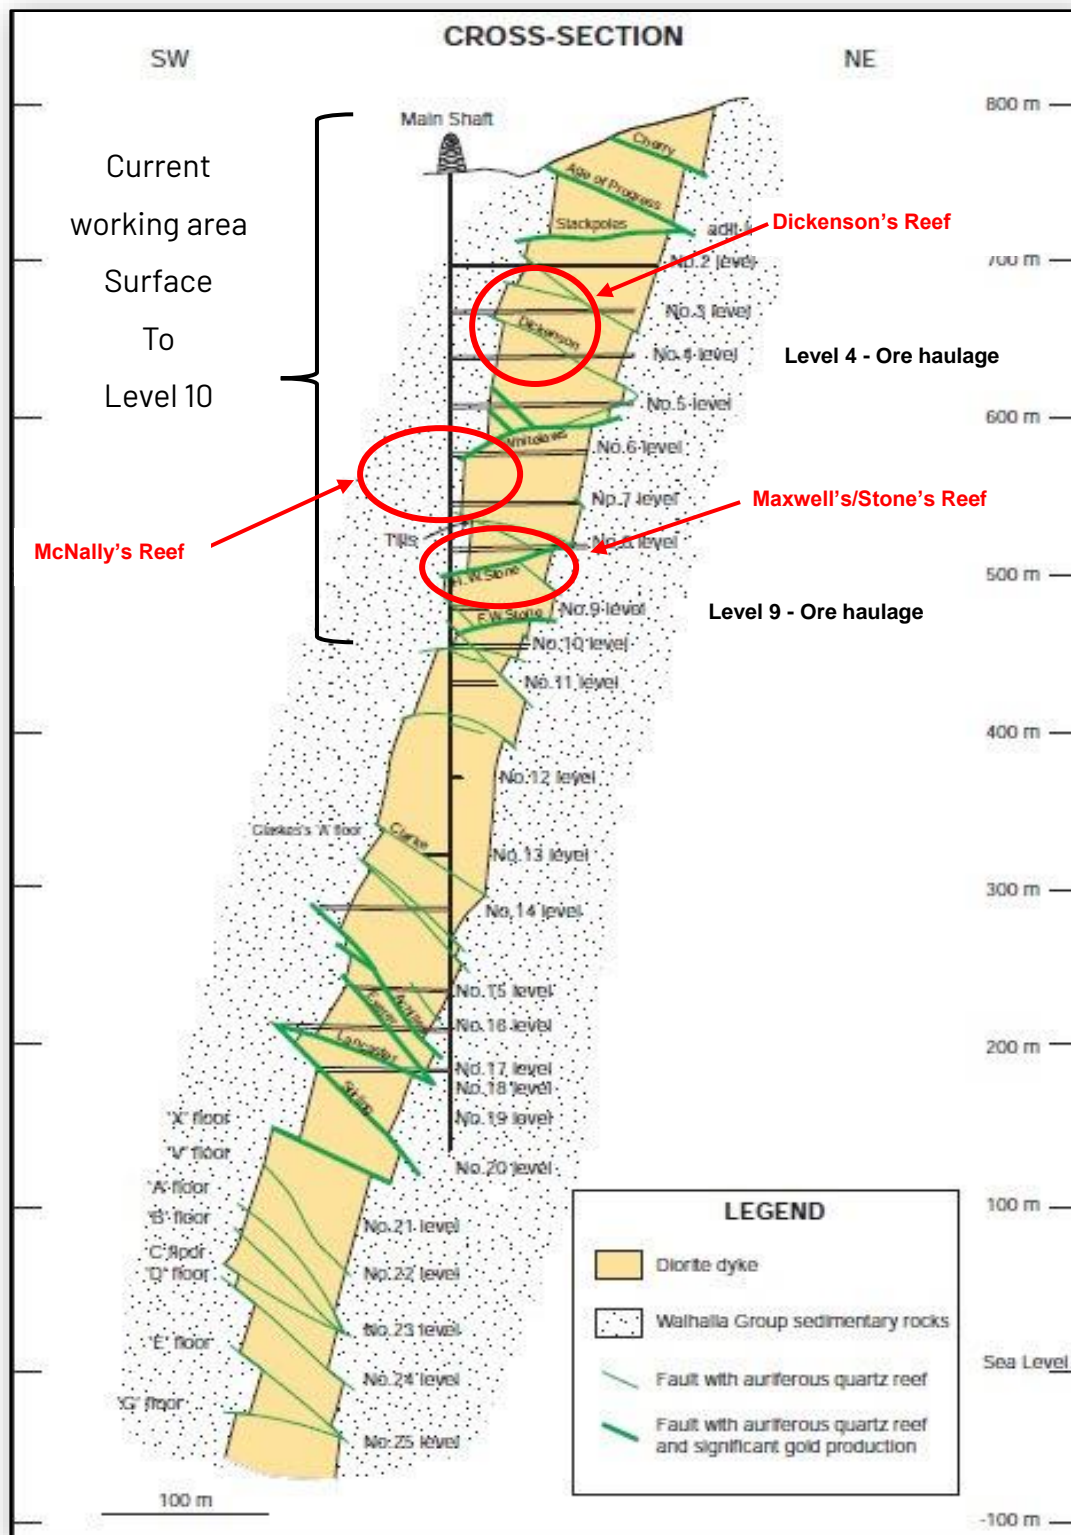 CROSS-SECTION
SW
NE
Main Shaft
Current
working area
Surface
To
Level 10
800 m
Cherry
Age of Progress
Stackpoles
adit
Dickenson's Reef
No.2 level
700 m
No.3 level
Dickenson
No.4 level
Level 4 - Ore haulage
No.5 level
600 m
Whitelaws
No.6 level
No.7 level
Maxwell's/Stone's Reef
McNally's Reef
No.8 level
H.W.Stone
500 m
F.W.Stone
No.9 level
Level 9 - Ore haulage
No.10 level
No.11 level
400 m
No.12 level
'A' floor
Clarke
No.13 level
300 m
No.14 level
No.15 level
No.16 level
Lancaster
200 m
No.17 level
No.18 level
String
'X' floor
No.19 level
'V' floor
No.20 level
'A' floor
100 m
'B' floor
No.21 level
C' floor
'D' floor
No.22 level
No.23 level
'E' floor
No.24 level
Sea Level
'G' floor
No.25 level
100 m
-100 m
LEGEND
Diorite dyke
Walhalla Group sedimentary rocks
Fault with auriferous quartz reef
Fault with auriferous quartz reef
and significant gold production